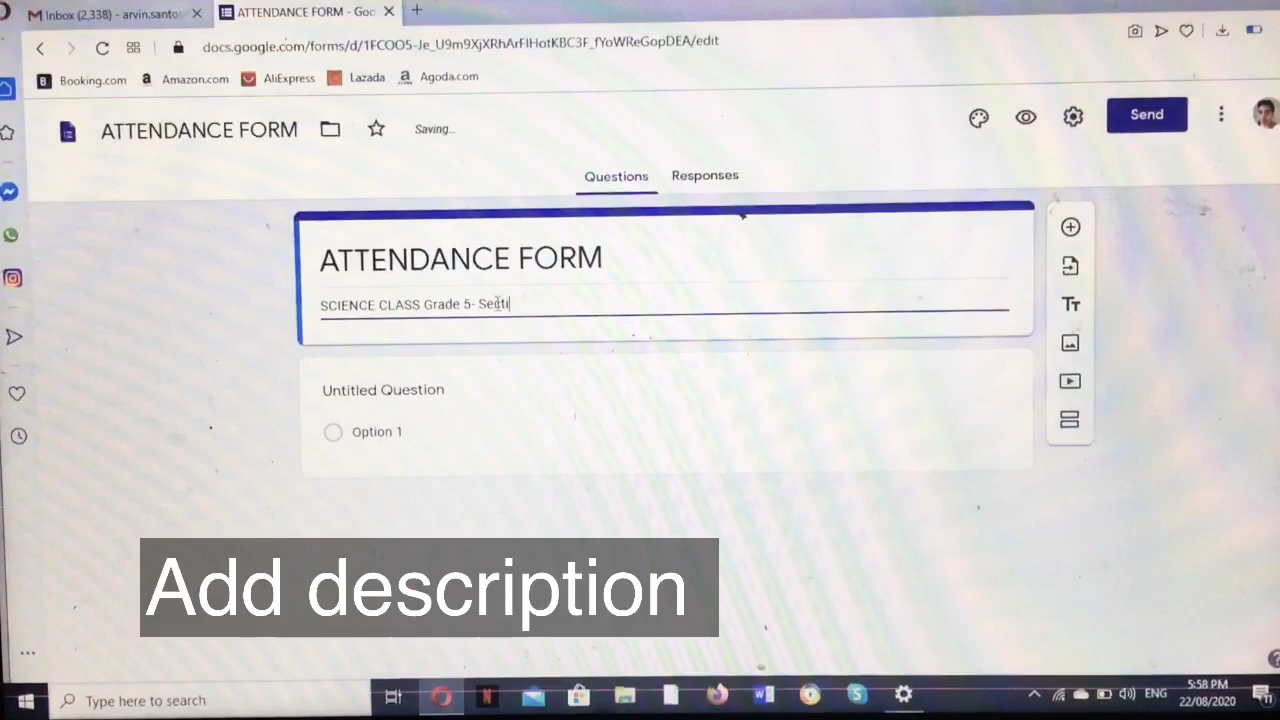 Inbox (2,338) - arvin.santos
ATTENDANCE FORM - Goo
docs.google.com/forms/d/1FCOO5-Je_U9m9XjXRhArFlHotKBC3F_fYoWReGopDEA/edit
Booking.com
Amazon.com
AliExpress
Lazada
Agoda.com
ATTENDANCE FORM
Saving...
Send
Questions
Responses
ATTENDANCE FORM
SCIENCE CLASS Grade 5- Secti
Untitled Question
Option 1
Add description
Type here to search
ENG
5:58 PM
22/08/2020